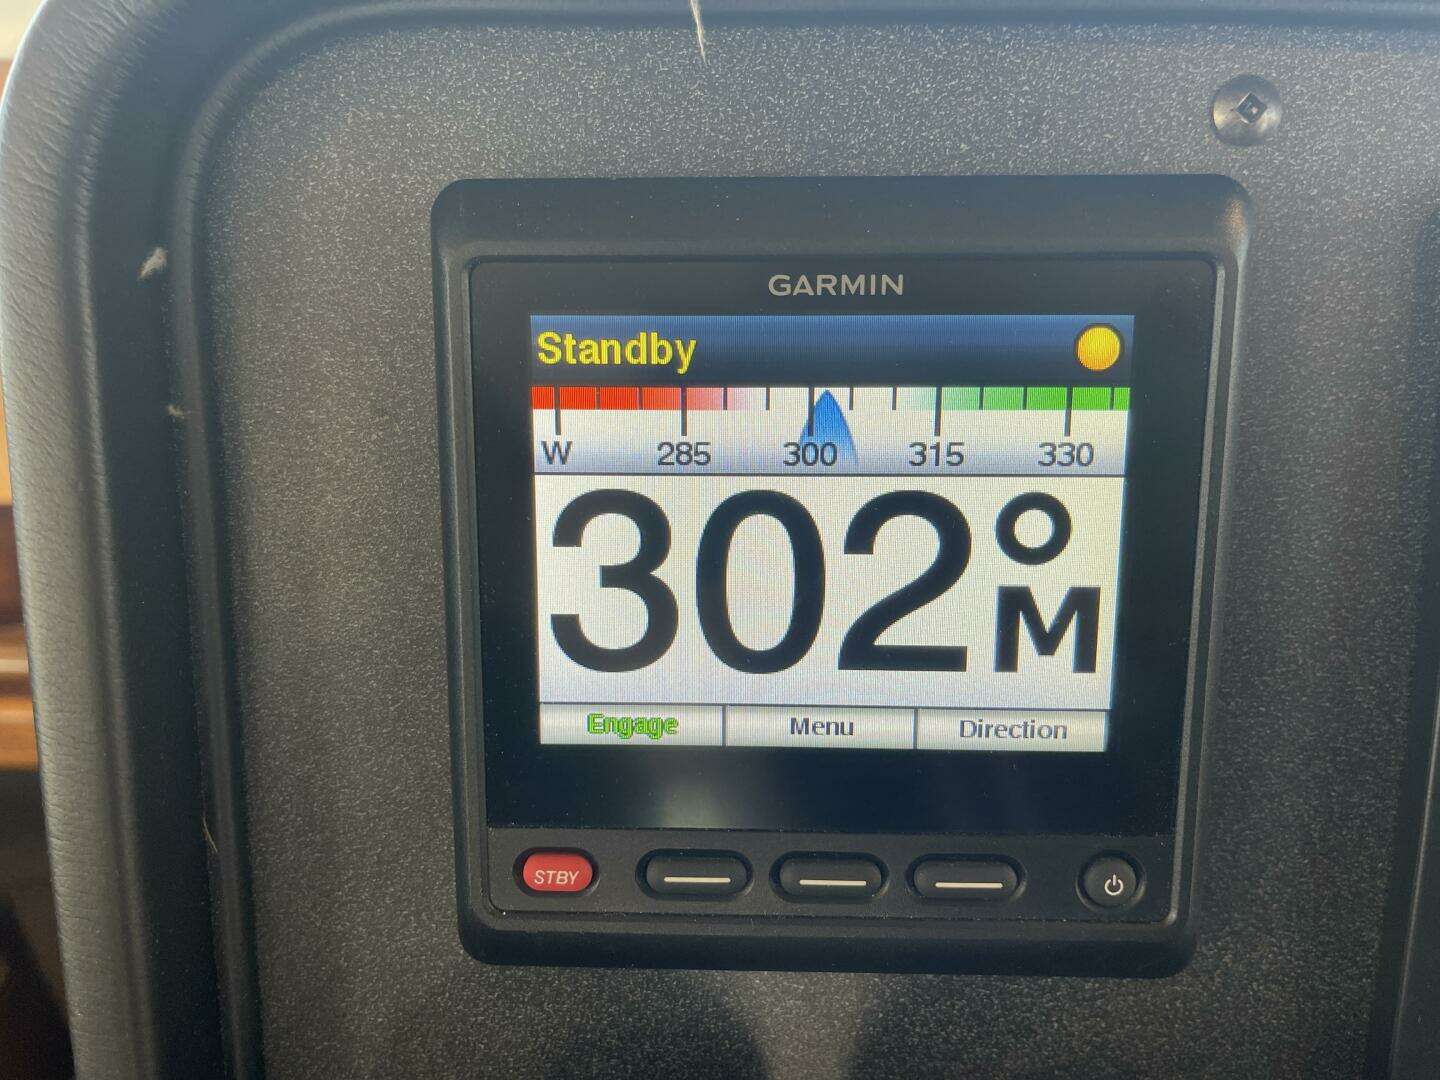 GARMIN
Standby
W 285 300 315 330
302°M
Engage Menu Direction
STBY